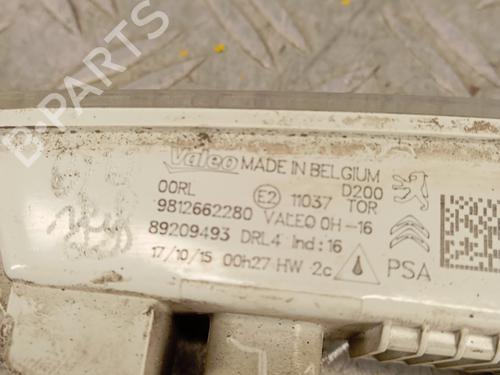 B-PARTS
Valeo MADE IN BELGIUM
00RL E2 11037 D200
9812662280 VALEO 0H-16 TOR
89209493 DRL4 Ind:16
17/10/15 00h27 HW 2c PSA